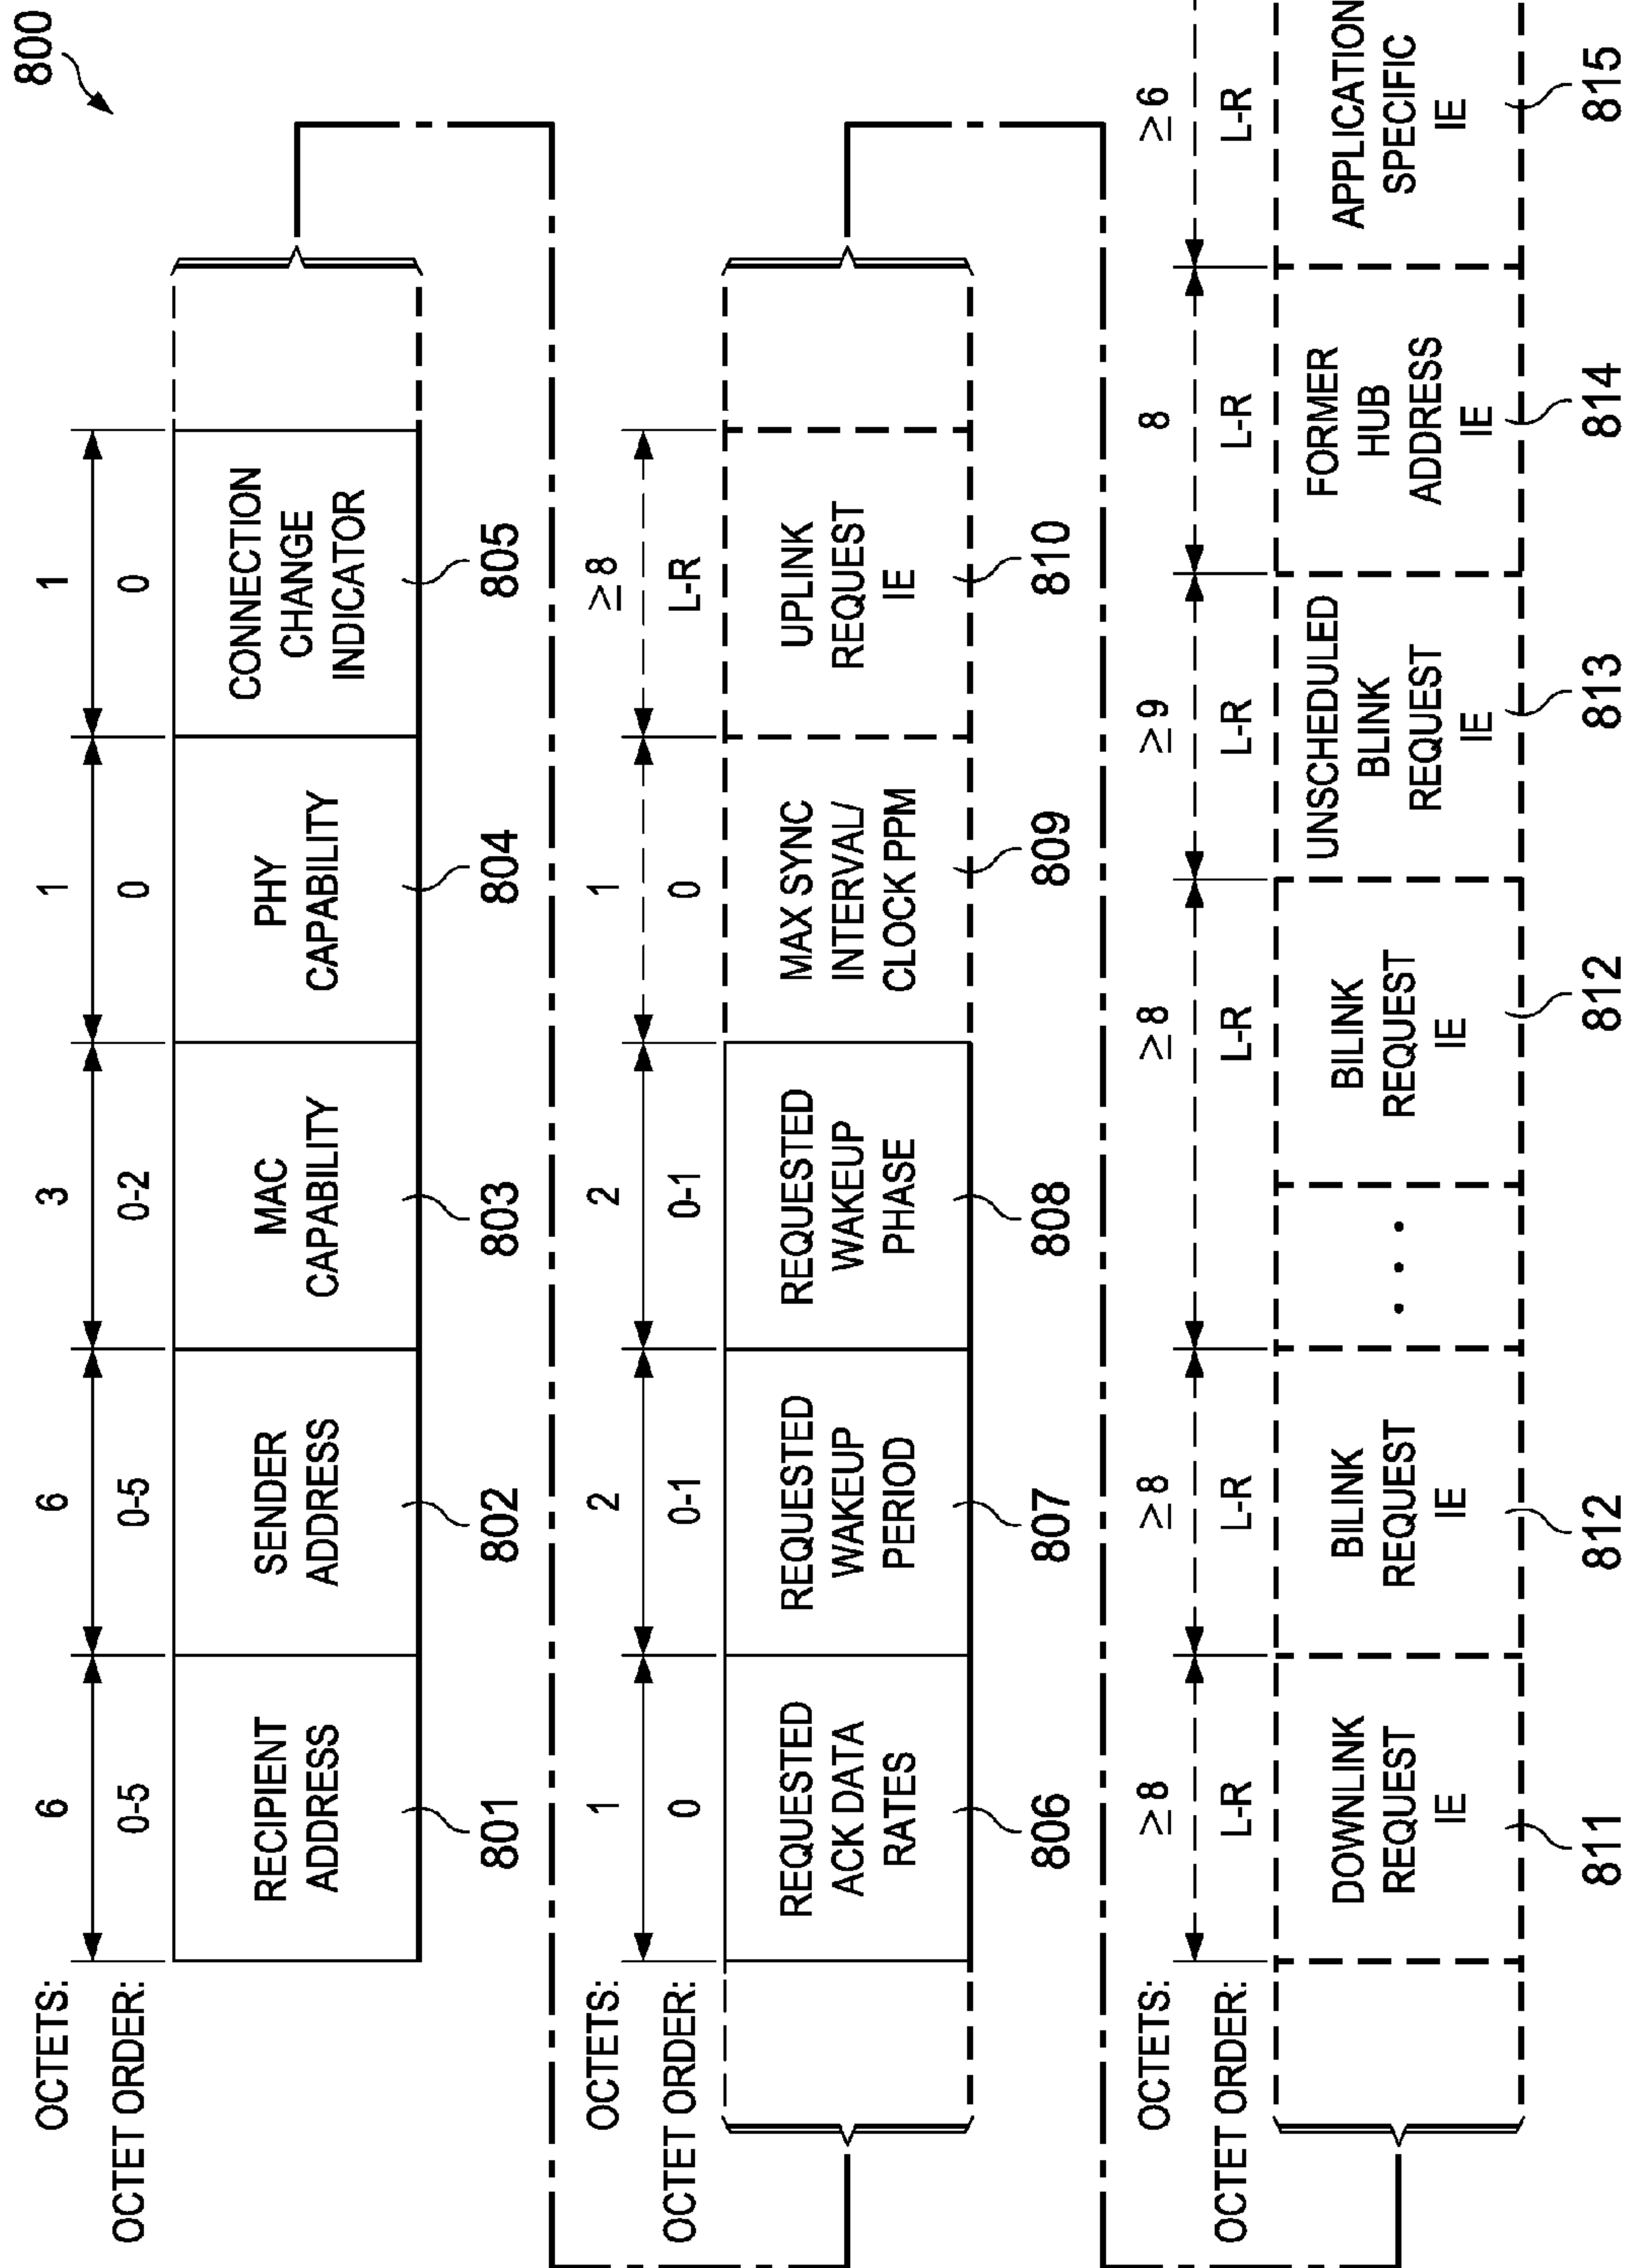 800
OCTETS: 6 6 3 1 1
OCTET ORDER: 0-5 0-5 0-2 0 0
RECIPIENT
ADDRESS
SENDER
ADDRESS
MAC
CAPABILITY
PHY
CAPABILITY
CONNECTION
CHANGE
INDICATOR
801 802 803 804 805
OCTETS: 1 2 2 1 ≥8
OCTET ORDER: 0 0-1 0-1 0 L-R
REQUESTED
ACK DATA
RATES
REQUESTED
WAKEUP
PERIOD
REQUESTED
WAKEUP
PHASE
MAX SYNC
INTERVAL/
CLOCK PPM
UPLINK
REQUEST
IE
806 807 808 809 810
OCTETS: ≥8 ≥8 ≥8 ≥9 8 ≥6
OCTET ORDER: L-R L-R L-R L-R L-R L-R
DOWNLINK
REQUEST
IE
BILINK
REQUEST
IE
• • •
BILINK
REQUEST
IE
UNSCHEDULED
BLINK
REQUEST
IE
FORMER
HUB
ADDRESS
IE
APPLICATION
SPECIFIC
IE
811 812 812 813 814 815